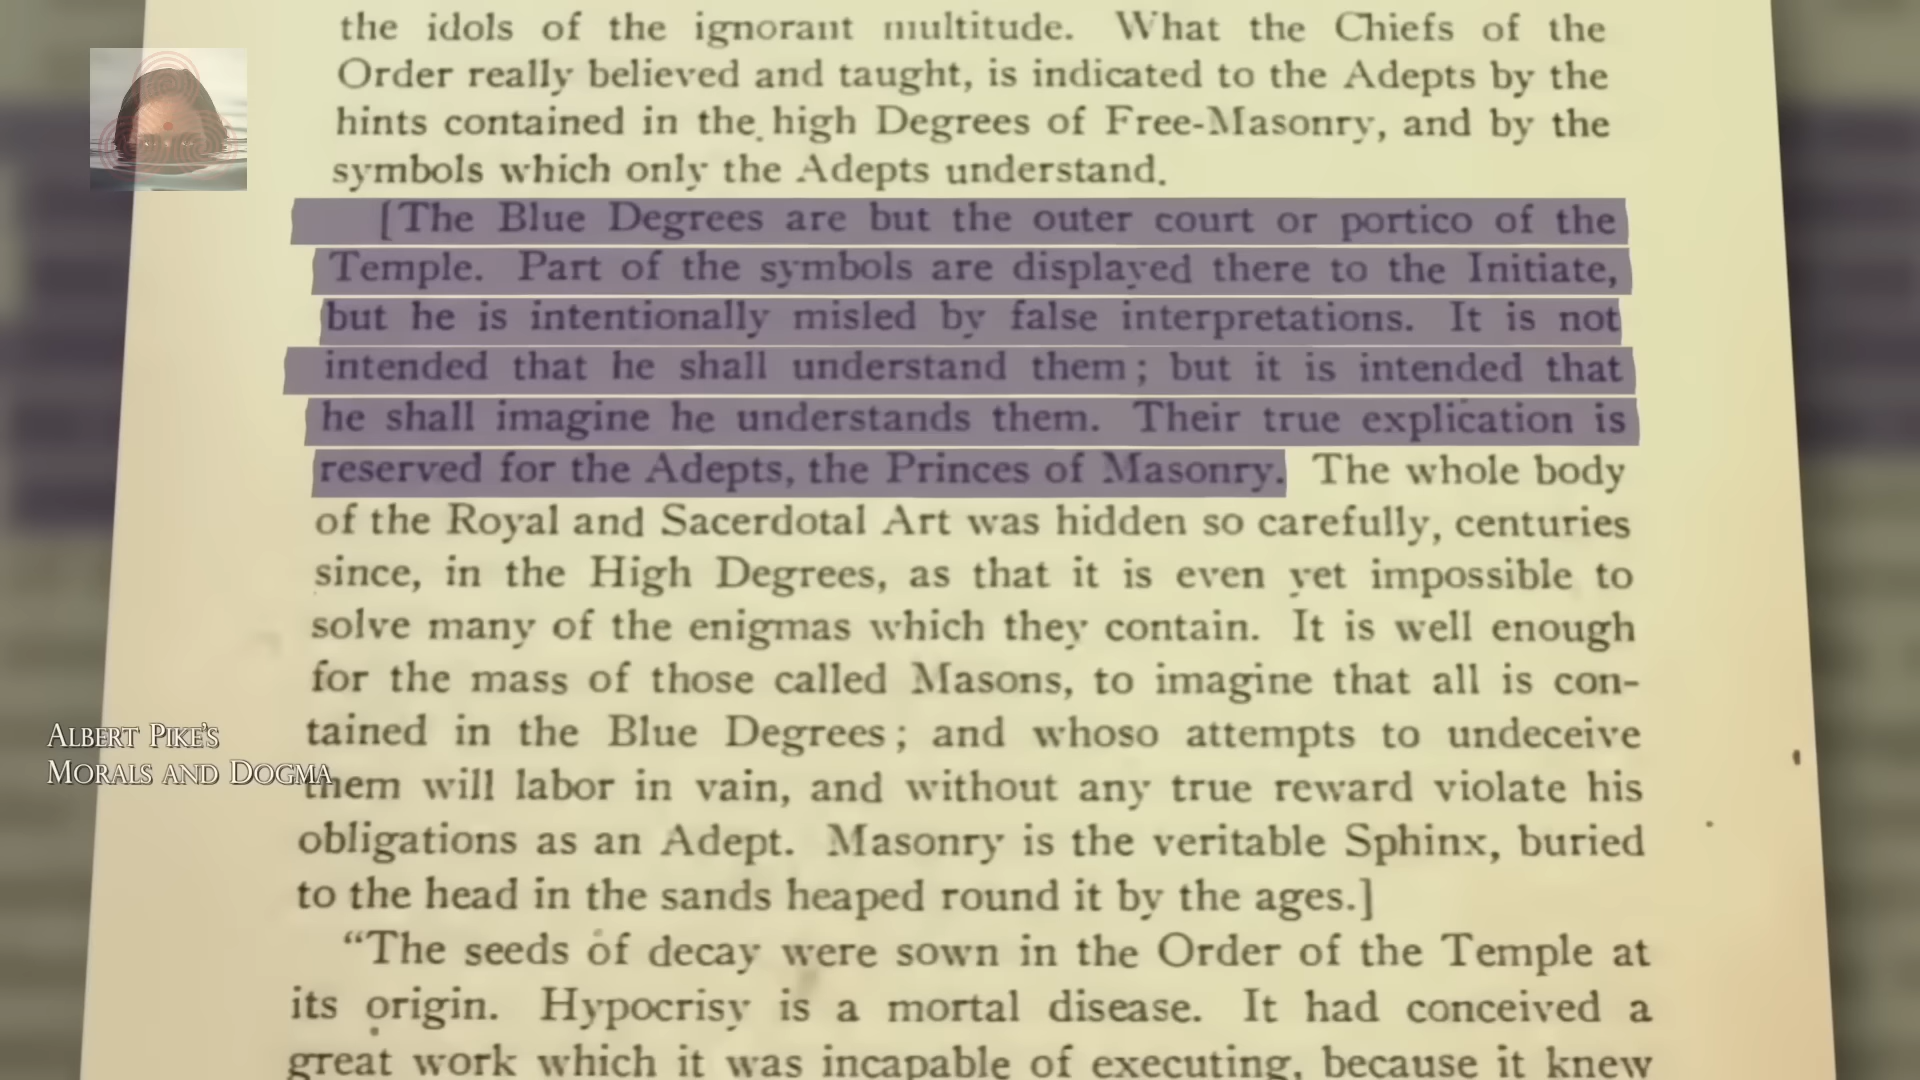 the idols of the ignorant multitude. What the Chiefs of the
Order really believed and taught, is indicated to the Adepts by the
hints contained in the high Degrees of Free-Masonry, and by the
symbols which only the Adepts understand.
[The Blue Degrees are but the outer court or portico of the
Temple. Part of the symbols are displayed there to the Initiate,
but he is intentionally misled by false interpretations. It is not
intended that he shall understand them; but it is intended that
he shall imagine he understands them. Their true explication is
reserved for the Adepts, the Princes of Masonry. The whole body
of the Royal and Sacerdotal Art was hidden so carefully, centuries
since, in the High Degrees, as that it is even yet impossible to
solve many of the enigmas which they contain. It is well enough
for the mass of those called Masons, to imagine that all is con-
tained in the Blue Degrees; and whoso attempts to undeceive
them will labor in vain, and without any true reward violate his
obligations as an Adept. Masonry is the veritable Sphinx, buried
to the head in the sands heaped round it by the ages.]
“The seeds of decay were sown in the Order of the Temple at
its origin. Hypocrisy is a mortal disease. It had conceived a
great work which it was incapable of executing, because it knew
Albert Pike's
Morals and Dogma